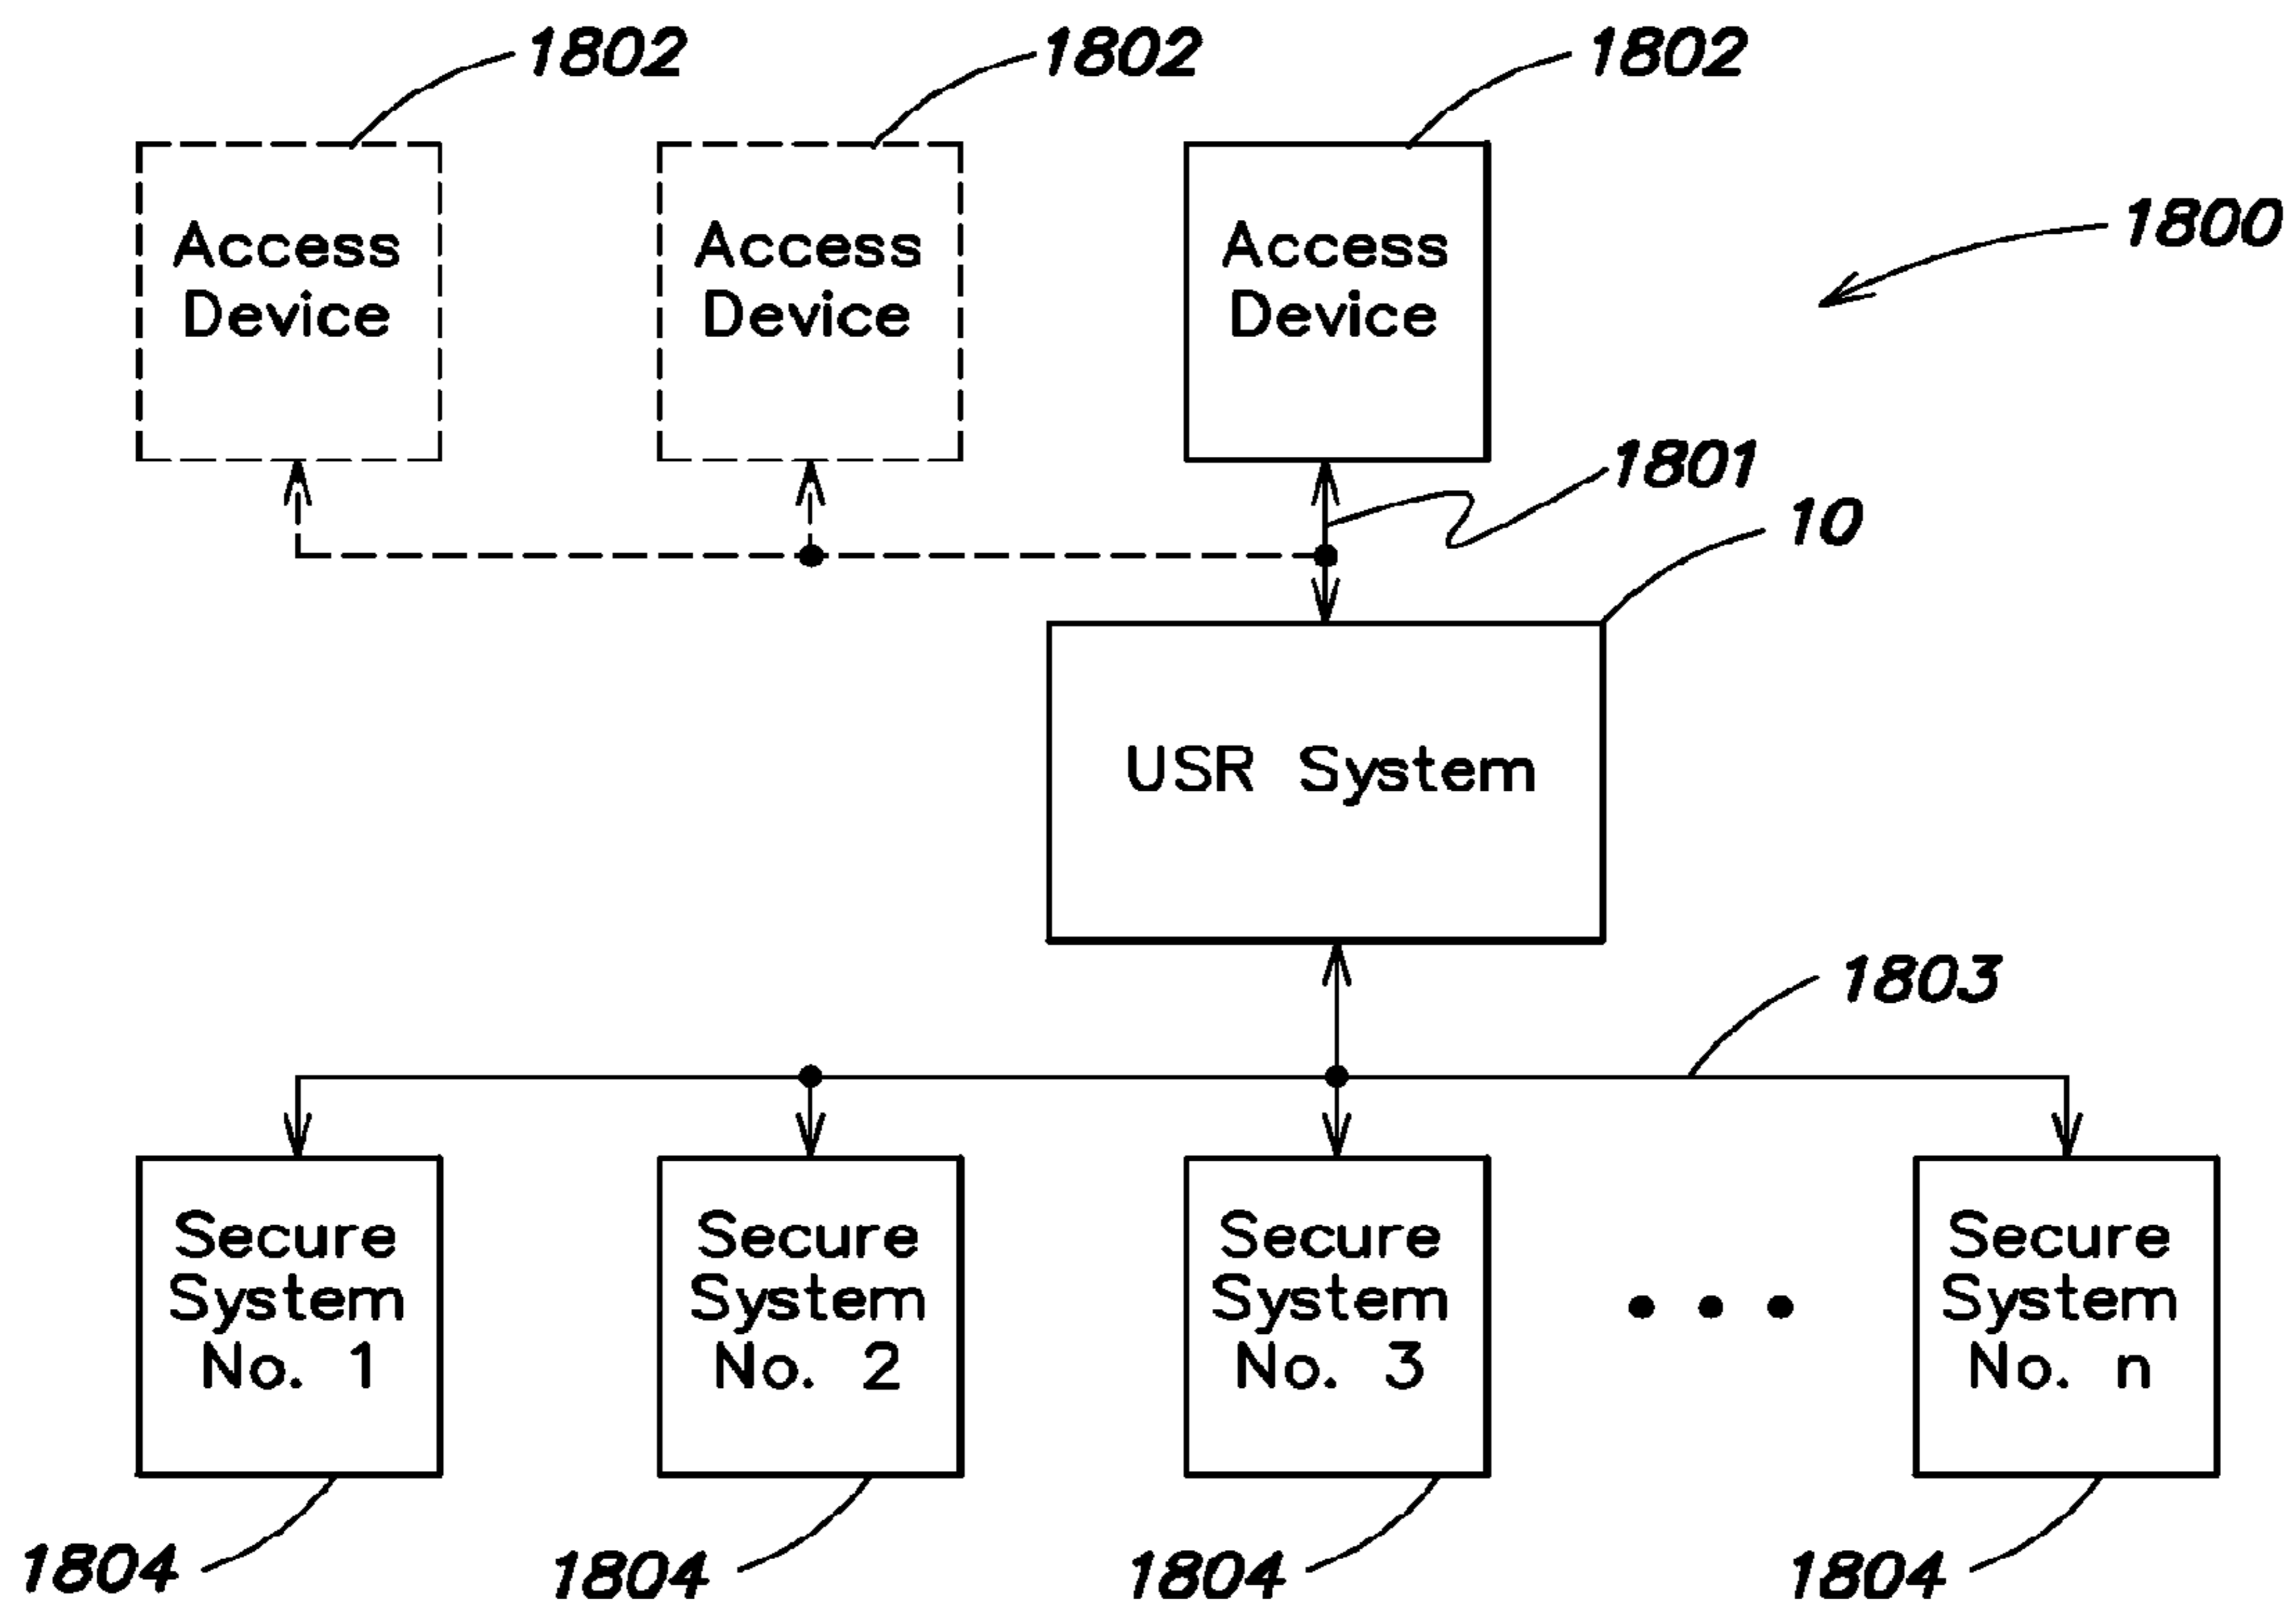 1802
1802
1802
1800
Access
Device
Access
Device
Access
Device
1801
10
USR System
1803
Secure
System
No. 1
Secure
System
No. 2
Secure
System
No. 3
Secure
System
No. n
1804
1804
1804
1804